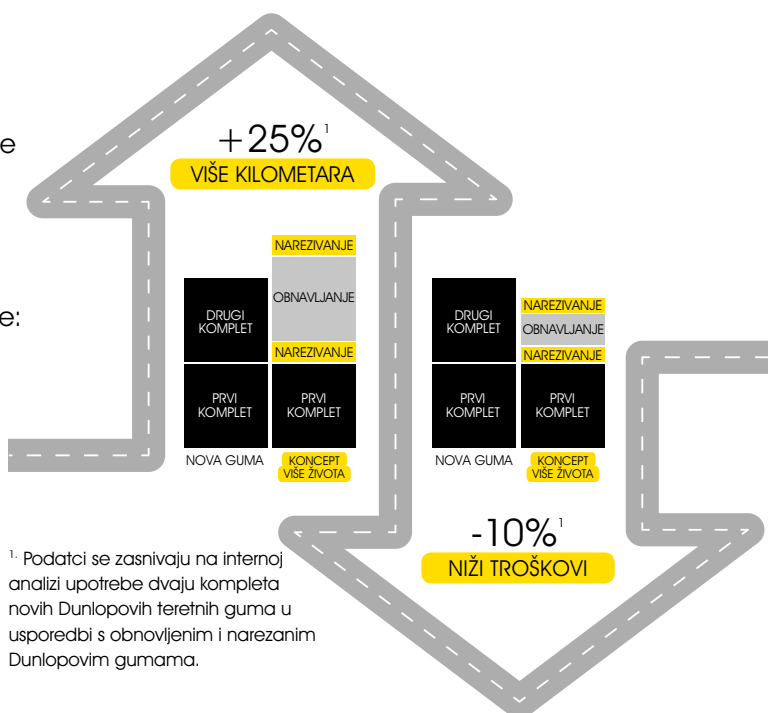 e
e:
+25%¹
VIŠE KILOMETARA
NAREZIVANJE
OBNAVLJANJE
NAREZIVANJE
DRUGI
KOMPLET
PRVI
KOMPLET
PRVI
KOMPLET
NOVA GUMA
KONCEPT
VIŠE ŽIVOTA
DRUGI
KOMPLET
NAREZIVANJE
OBNAVLJANJE
NAREZIVANJE
PRVI
KOMPLET
PRVI
KOMPLET
NOVA GUMA
KONCEPT
VIŠE ŽIVOTA
-10%¹
NIŽI TROŠKOVI
¹· Podatci se zasnivaju na internoj
analizi upotrebe dvaju kompleta
novih Dunlopovih teretnih guma u
usporedbi s obnovljenim i narezanim
Dunlopovim gumama.